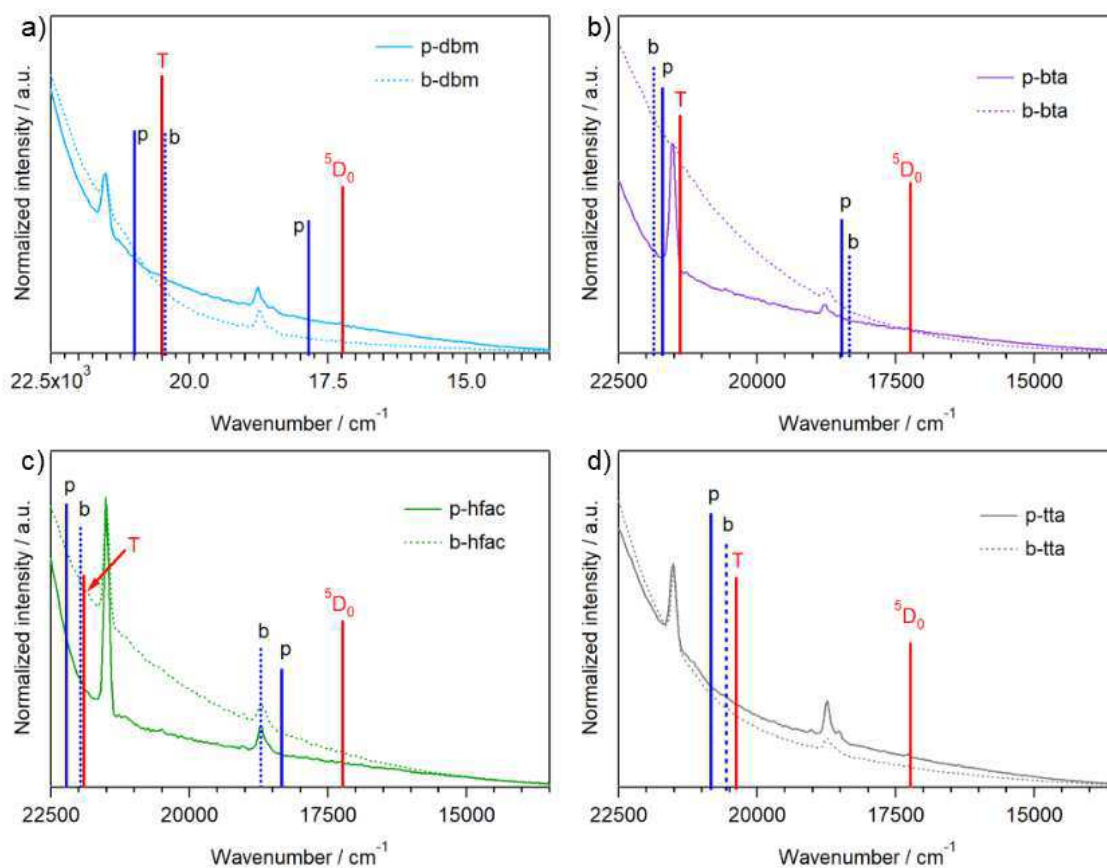 a)
p-dbm
b-dbm
T
p
b
⁵D₀
p
Normalized intensity / a.u.
22.5x10³ 20.0 17.5 15.0
Wavenumber / cm⁻¹
b)
p-bta
b-bta
b
p
T
⁵D₀
p
b
Normalized intensity / a.u.
22500 20000 17500 15000
Wavenumber / cm⁻¹
c)
p-hfac
b-hfac
p
b
T
⁵D₀
b
p
Normalized intensity / a.u.
22500 20000 17500 15000
Wavenumber / cm⁻¹
d)
p-tta
b-tta
p
b
T
⁵D₀
Normalized intensity / a.u.
22500 20000 17500 15000
Wavenumber / cm⁻¹